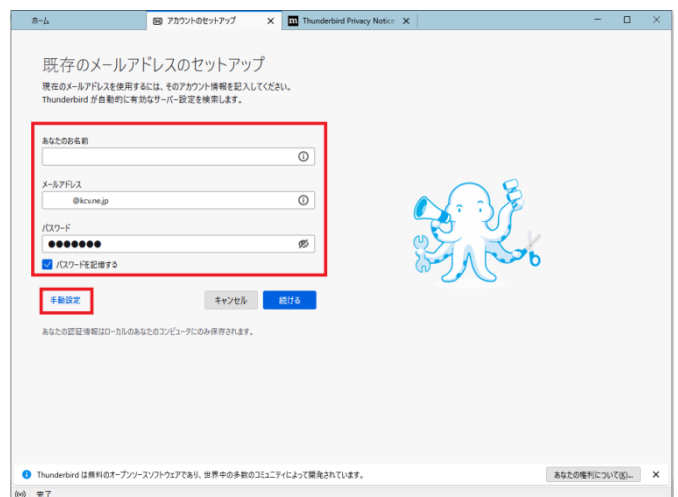 ホーム
アカウントのセットアップ
m Thunderbird Privacy Notice
既存のメールアドレスのセットアップ
現在のメールアドレスを使用するには、そのアカウント情報を記入してください。
Thunderbird が自動的に有効なサーバー設定を検索します。
あなたのお名前
メールアドレス
@kcv.ne.jp
パスワード
●●●●●●●
パスワードを記憶する
手動設定
キャンセル
続ける
あなたの認証情報はローカルのあなたのコンピュータにのみ保存されます。
Thunderbird は無料のオープンソースソフトウェアであり、世界中の多数のコミュニティによって開発されています。
あなたの権利について(K)...
完了